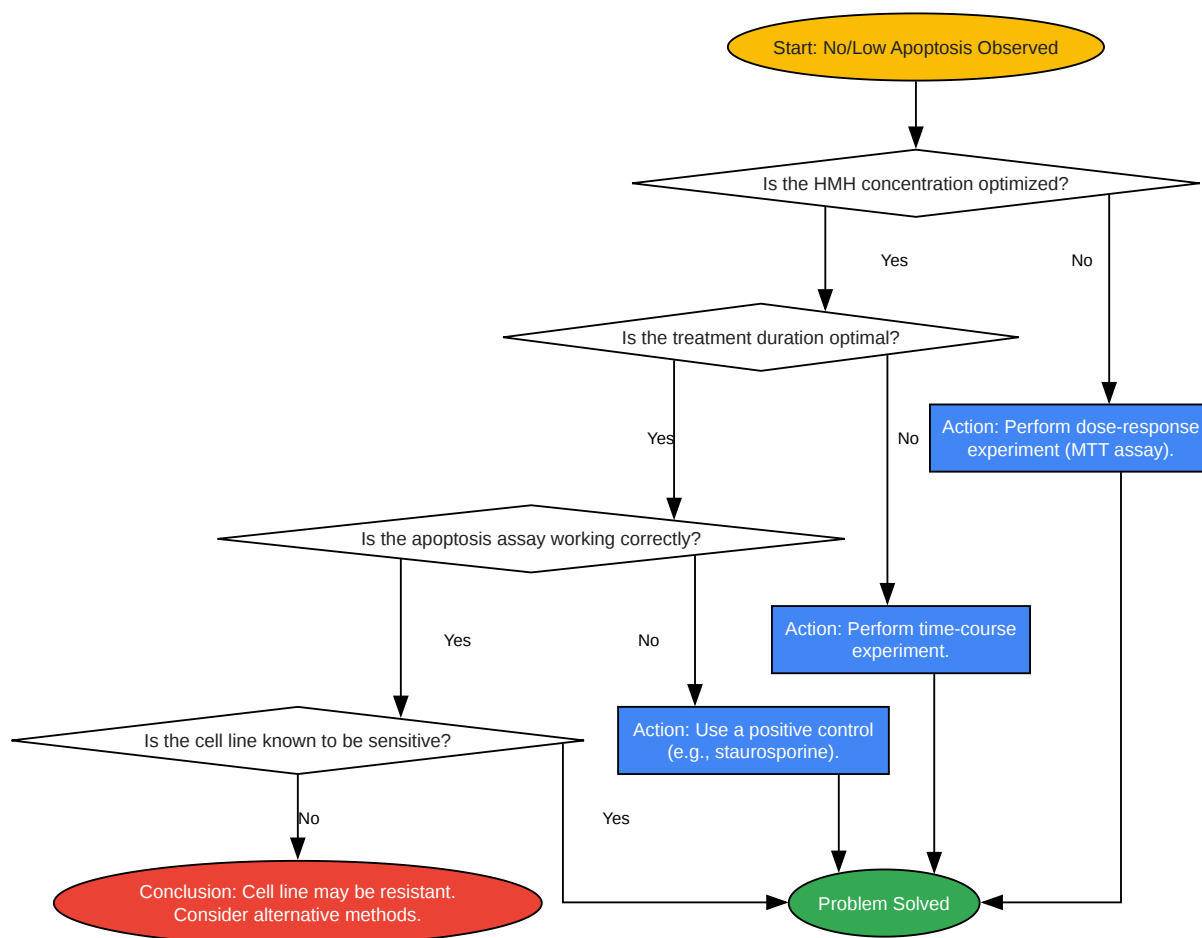 Start: No/Low Apoptosis Observed
Is the HMH concentration optimized?
Yes
No
Is the treatment duration optimal?
Action: Perform dose-response
experiment (MTT assay).
Yes
No
Is the apoptosis assay working correctly?
Action: Perform time-course
experiment.
Yes
No
Is the cell line known to be sensitive?
Action: Use a positive control
(e.g., staurosporine).
No
Yes
Conclusion: Cell line may be resistant.
Consider alternative methods.
Problem Solved